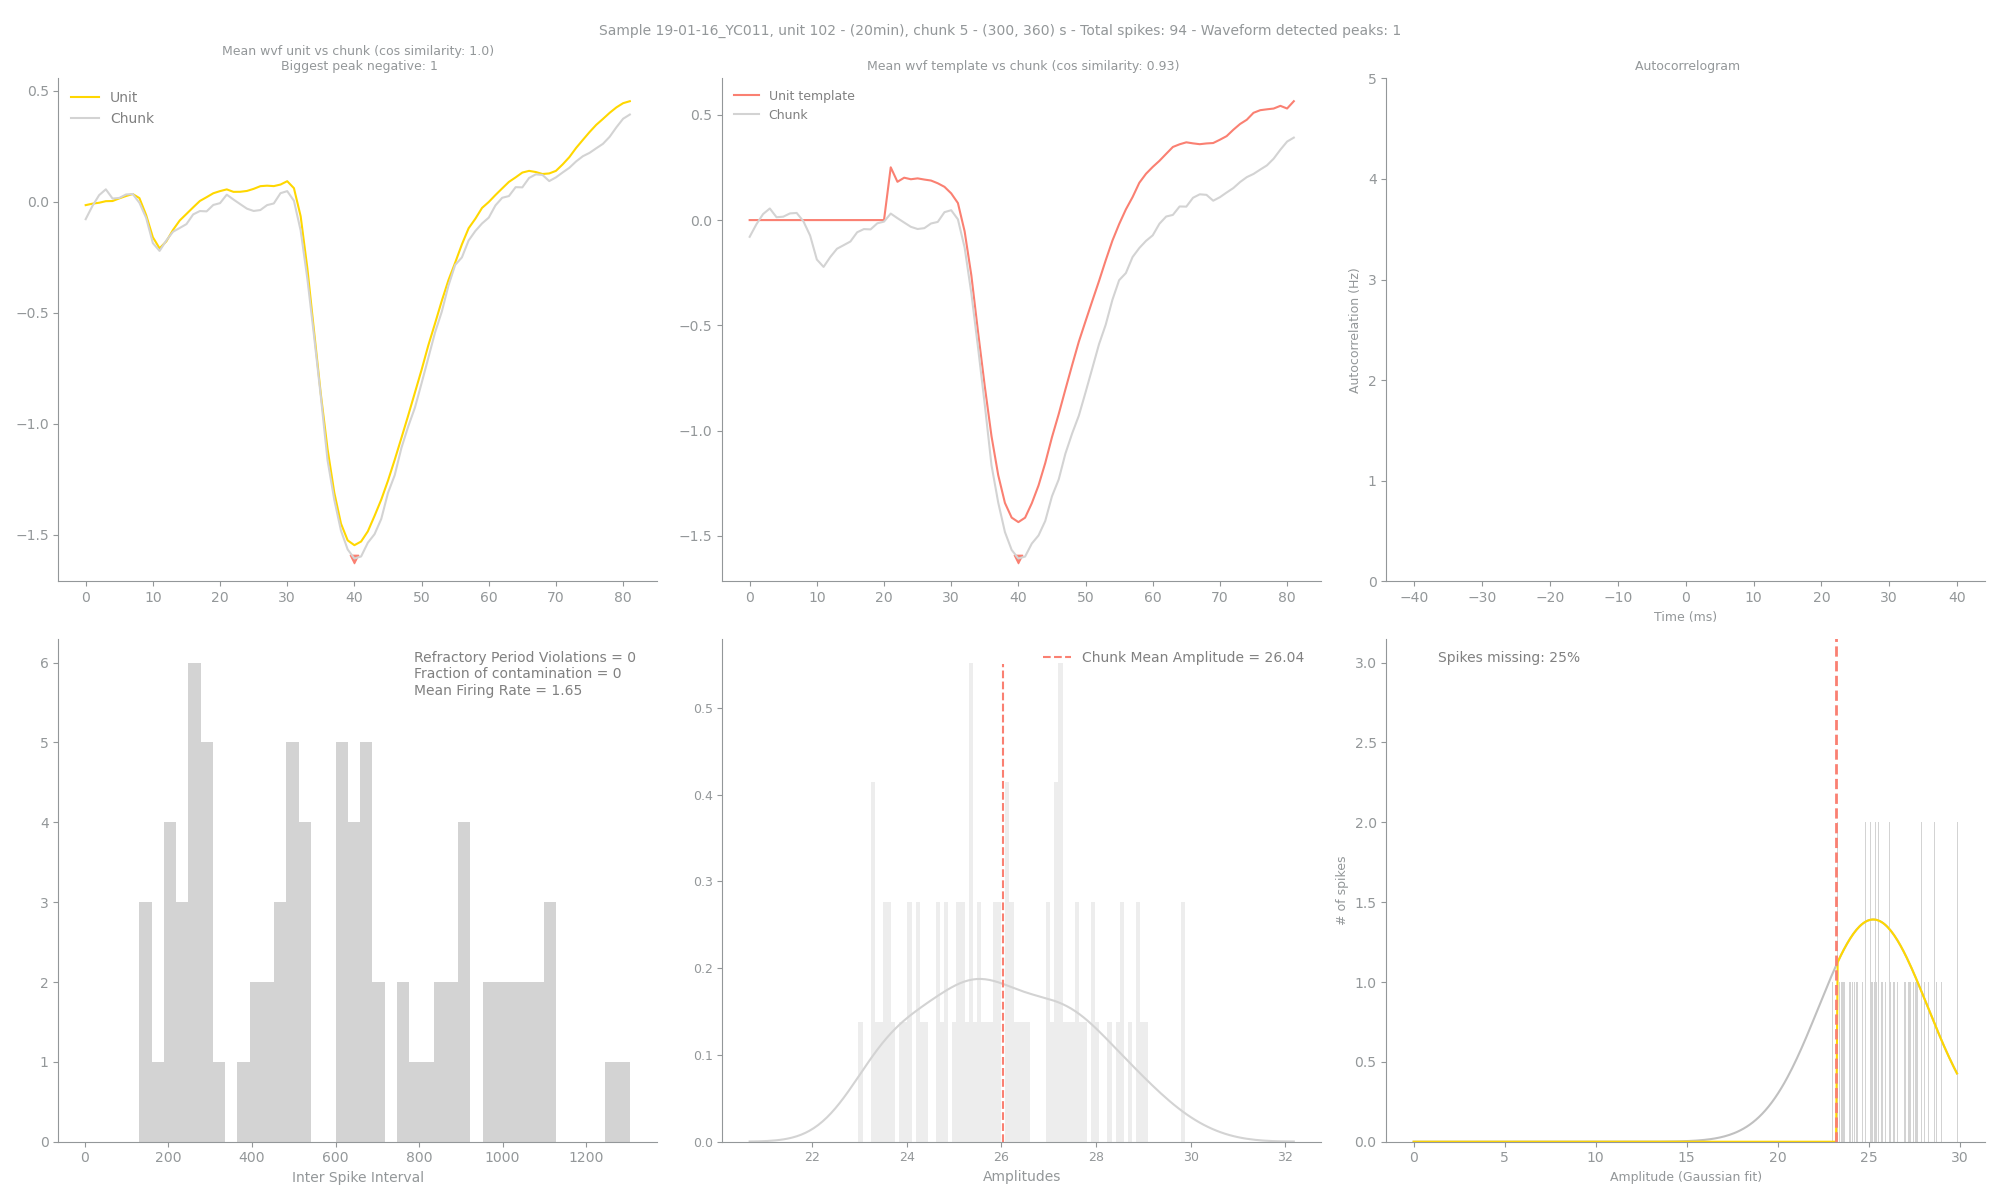 Sample 19-01-16_YC011, unit 102 - (20min), chunk 5 - (300, 360) s - Total spikes: 94 - Waveform detected peaks: 1
Mean wvf unit vs chunk (cos similarity: 1.0)
Biggest peak negative: 1
Unit
Chunk
0.5
0.0
−0.5
−1.0
−1.5
0 10 20 30 40 50 60 70 80
Mean wvf template vs chunk (cos similarity: 0.93)
Unit template
Chunk
0.5
0.0
−0.5
−1.0
−1.5
0 10 20 30 40 50 60 70 80
Autocorrelogram
Autocorrelation (Hz)
5
4
3
2
1
0
−40 −30 −20 −10 0 10 20 30 40
Time (ms)
Refractory Period Violations = 0
Fraction of contamination = 0
Mean Firing Rate = 1.65
6
5
4
3
2
1
0
0 200 400 600 800 1000 1200
Inter Spike Interval
Chunk Mean Amplitude = 26.04
0.5
0.4
0.3
0.2
0.1
0.0
22 24 26 28 30 32
Amplitudes
Spikes missing: 25%
# of spikes
3.0
2.5
2.0
1.5
1.0
0.5
0.0
0 5 10 15 20 25 30
Amplitude (Gaussian fit)